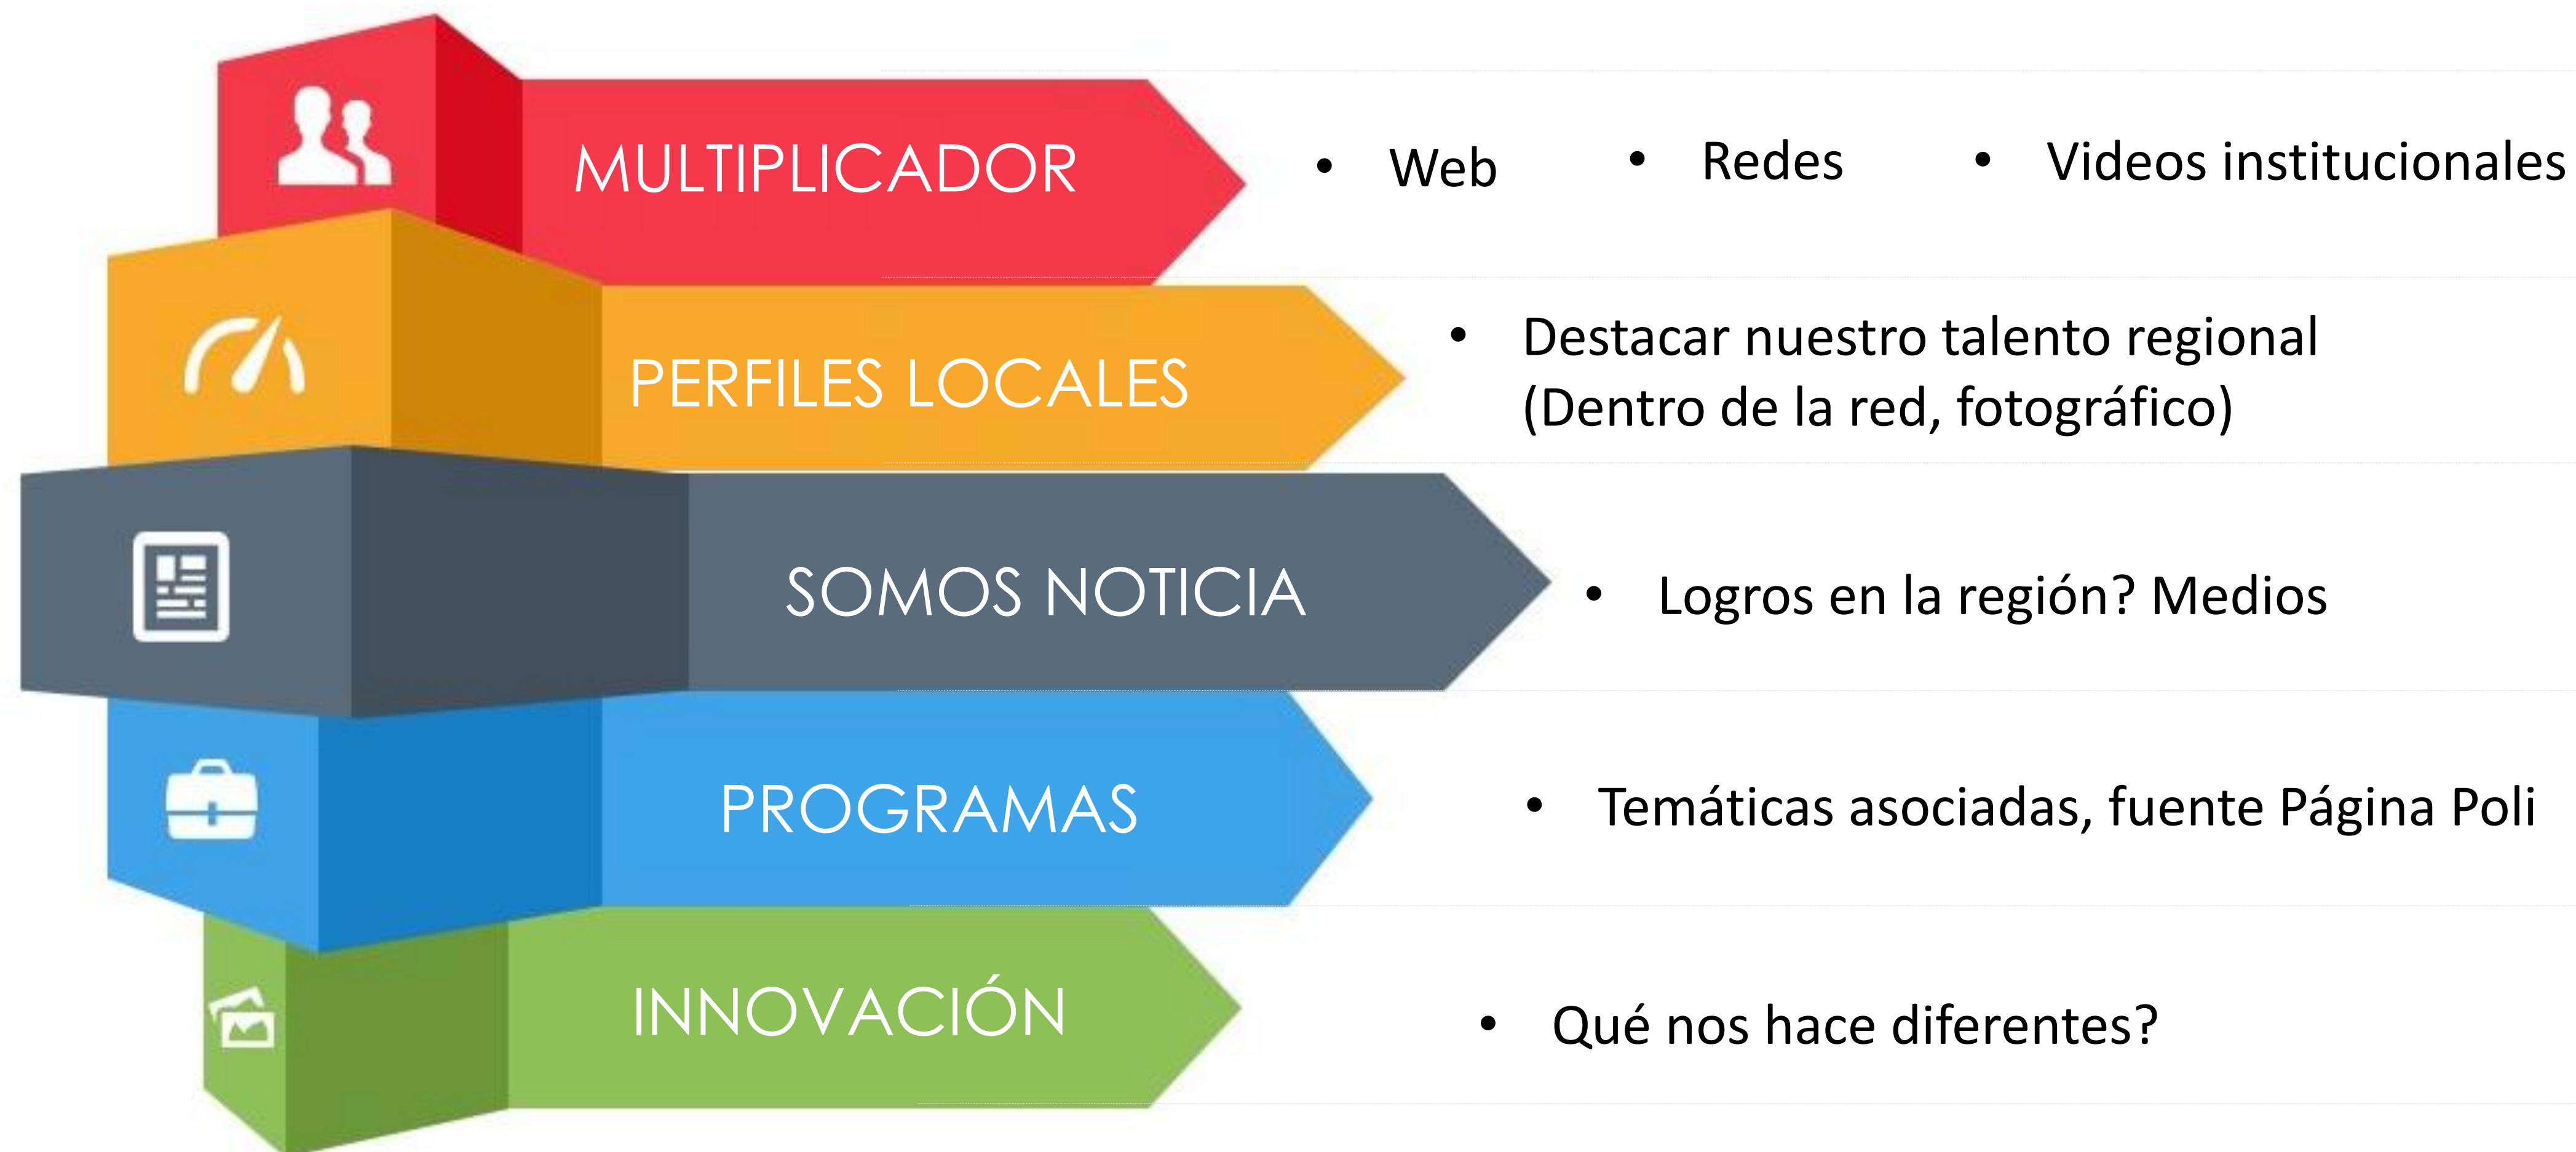 MULTIPLICADOR
• Web • Redes • Videos institucionales
PERFILES LOCALES
• Destacar nuestro talento regional
(Dentro de la red, fotográfico)
SOMOS NOTICIA
• Logros en la región? Medios
PROGRAMAS
• Temáticas asociadas, fuente Página Poli
INNOVACIÓN
• Qué nos hace diferentes?